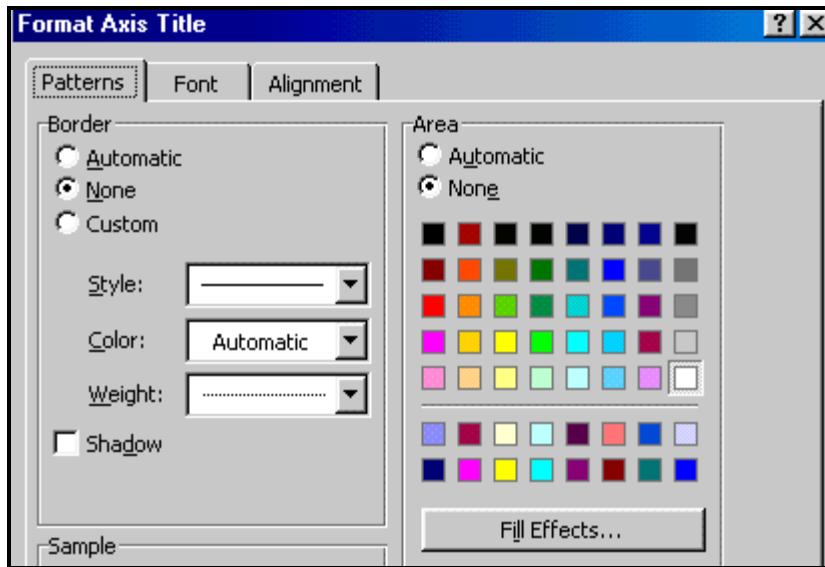 Format Axis Title
Patterns Font Alignment
Border
Automatic
None
Custom
Style:
Color: Automatic
Weight:
Shadow
Sample
Area
Automatic
None
Fill Effects...